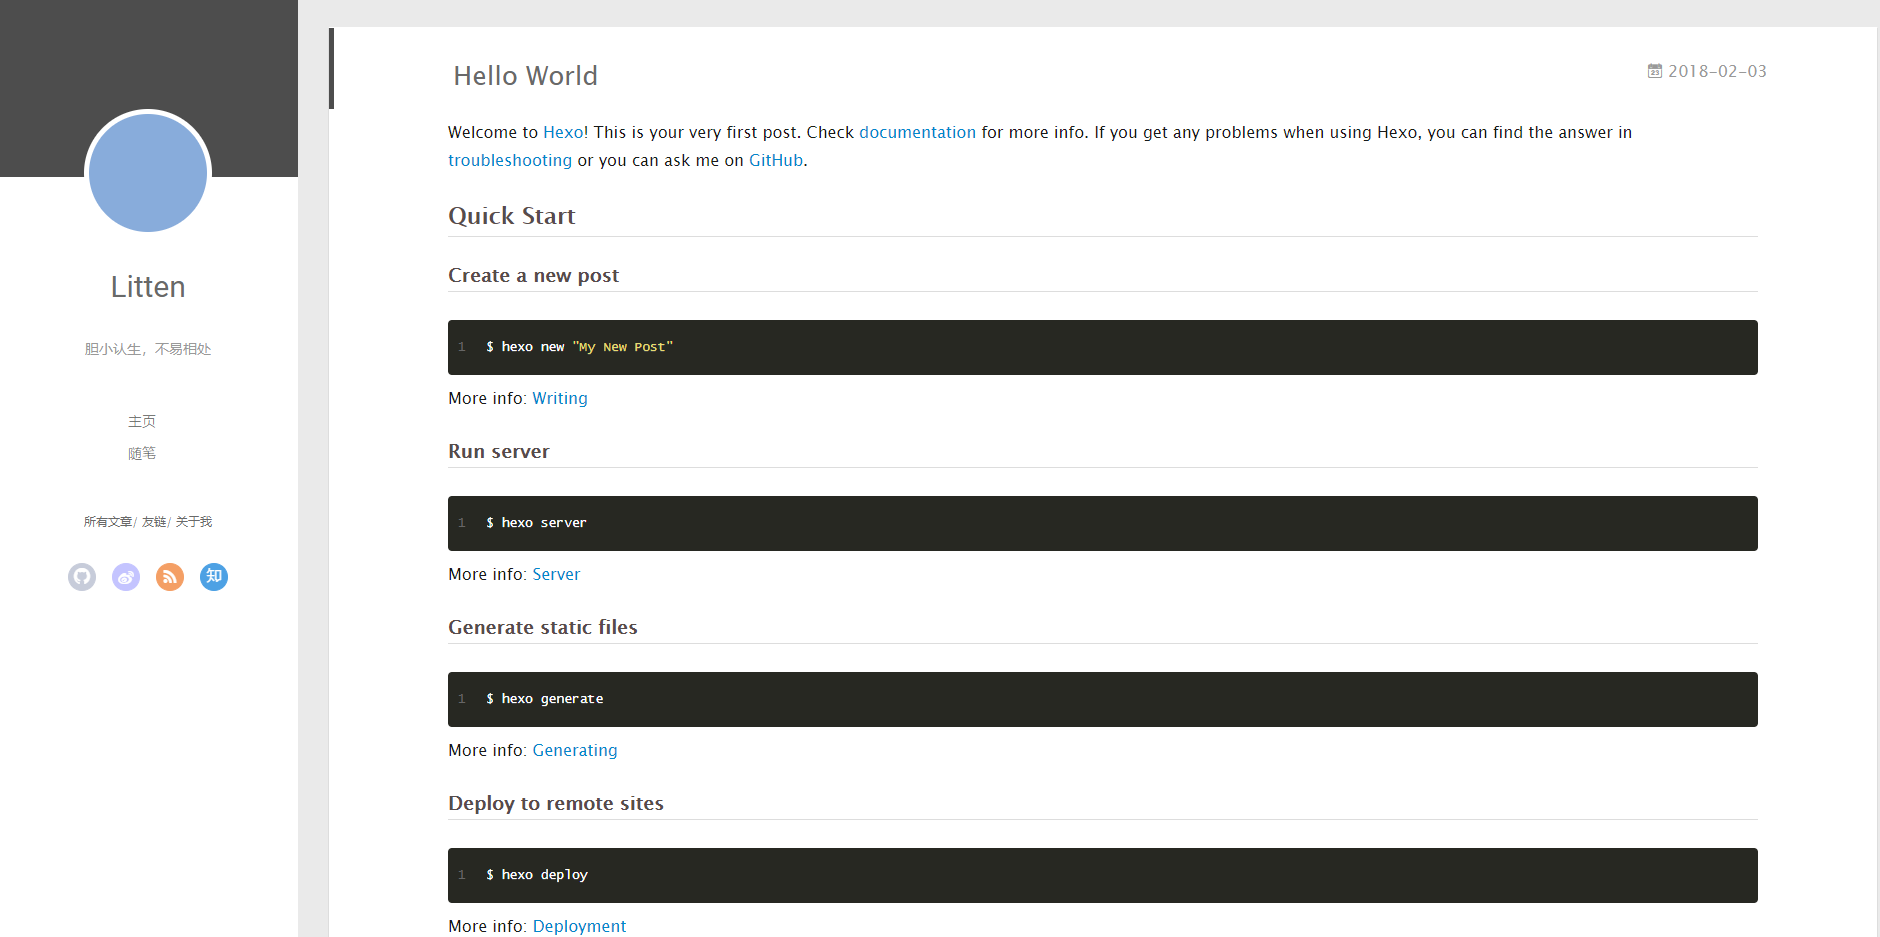 Litten
胆小认生，不易相处
主页
随笔
所有文章/ 友链/ 关于我
知
Hello World
23 2018-02-03
Welcome to Hexo! This is your very first post. Check documentation for more info. If you get any problems when using Hexo, you can find the answer in
troubleshooting or you can ask me on GitHub.
Quick Start
Create a new post
1 $ hexo new "My New Post"
More info: Writing
Run server
1 $ hexo server
More info: Server
Generate static files
1 $ hexo generate
More info: Generating
Deploy to remote sites
1 $ hexo deploy
More info: Deployment